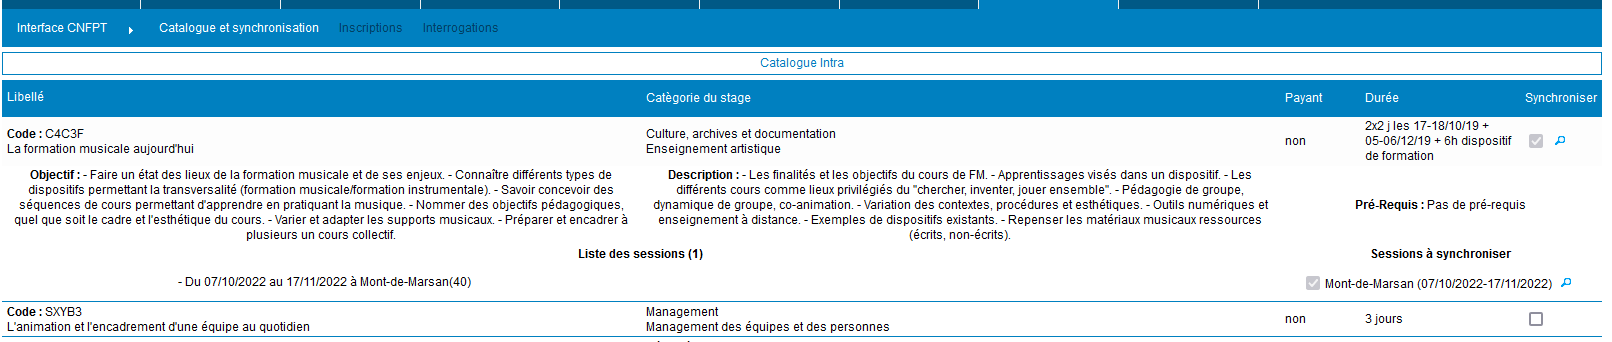 Interface CNFPT Catalogue et synchronisation Inscriptions Interrogations
Catalogue Intra
Libellé Catègorie du stage Payant Durée Synchroniser
Code : C4C3F
La formation musicale aujourd'hui
Culture, archives et documentation
Enseignement artistique
non
2x2 j les 17-18/10/19 +
05-06/12/19 + 6h dispositif
de formation
Objectif : - Faire un état des lieux de la formation musicale et de ses enjeux. - Connaître différents types de
dispositifs permettant la transversalité (formation musicale/formation instrumentale). - Savoir concevoir des
séquences de cours permettant d'apprendre en pratiquant la musique. - Nommer des objectifs pédagogiques,
quel que soit le cadre et l'esthétique du cours. - Varier et adapter les supports musicaux. - Préparer et encadrer à
plusieurs un cours collectif.
Description : - Les finalités et les objectifs du cours de FM. - Apprentissages visés dans un dispositif. - Les
différents cours comme lieux privilégiés du "chercher, inventer, jouer ensemble". - Pédagogie de groupe,
dynamique de groupe, co-animation. - Variation des contextes, procédures et esthétiques. - Outils numériques et
enseignement à distance. - Exemples de dispositifs existants. - Repenser les matériaux musicaux ressources
(écrits, non-écrits).
Pré-Requis : Pas de pré-requis
Liste des sessions (1) Sessions à synchroniser
- Du 07/10/2022 au 17/11/2022 à Mont-de-Marsan(40) Mont-de-Marsan (07/10/2022-17/11/2022)
Code : SXYB3
L'animation et l'encadrement d'une équipe au quotidien
Management
Management des équipes et des personnes
non
3 jours